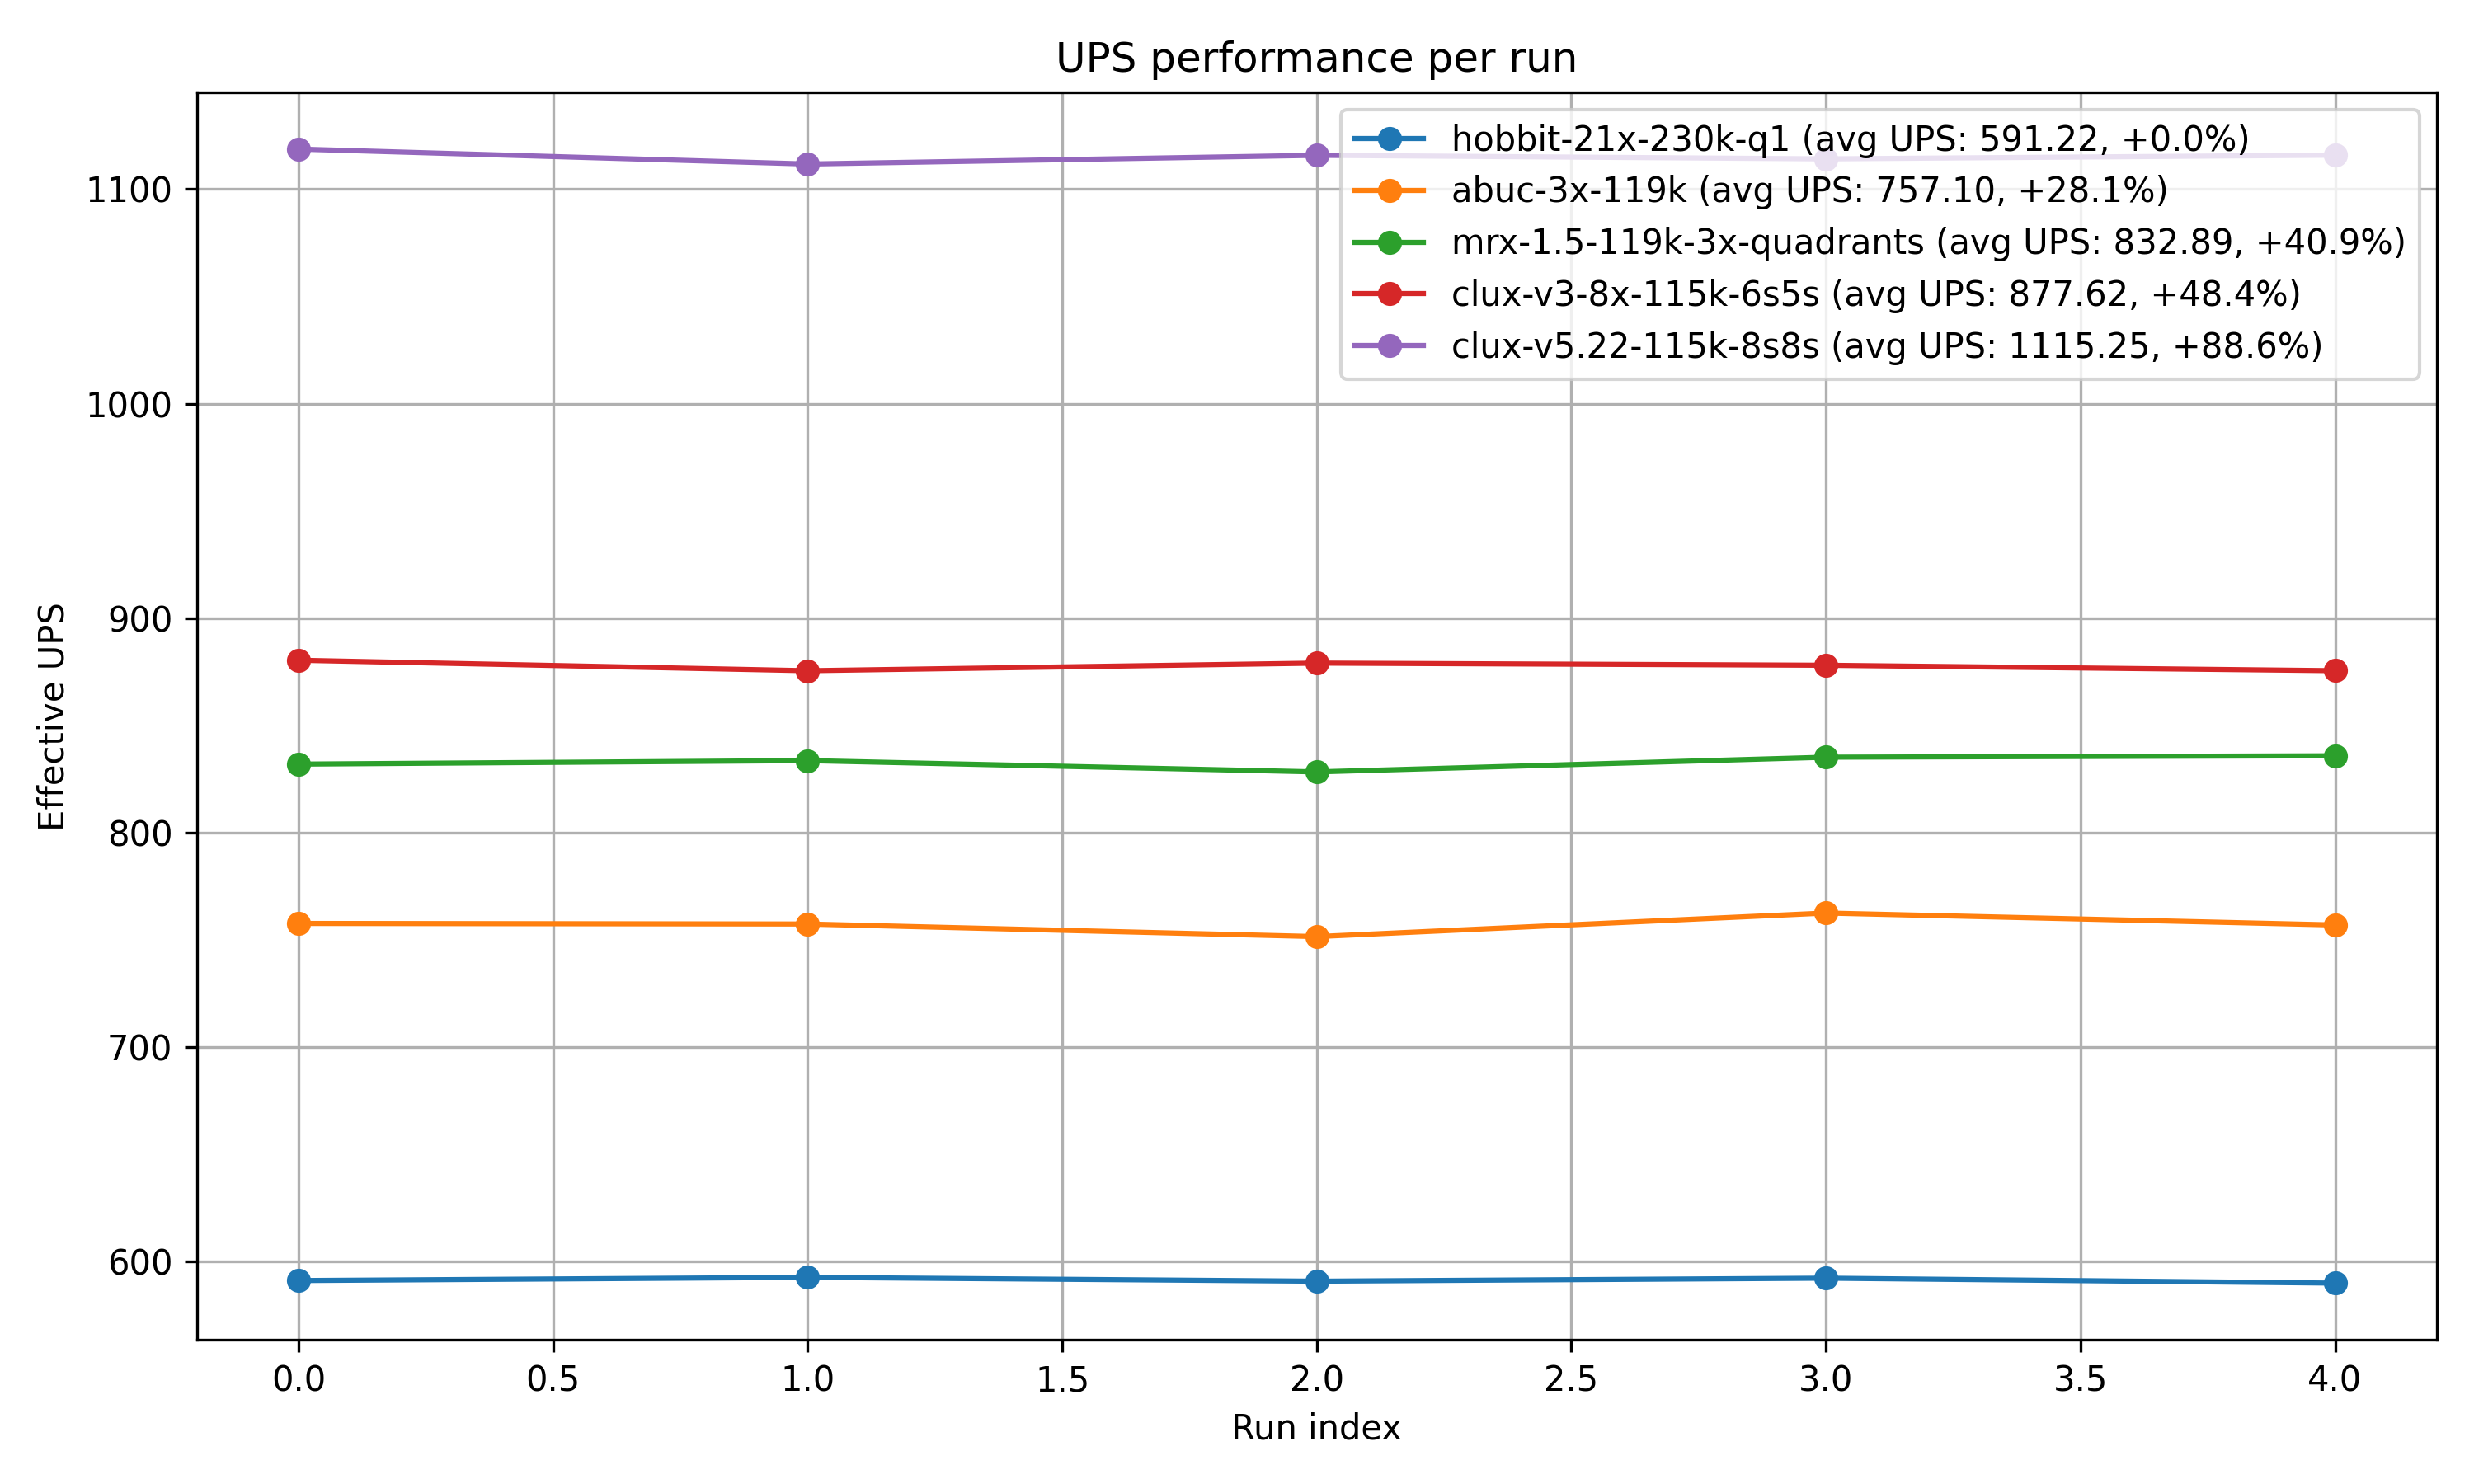 UPS performance per run
hobbit-21x-230k-q1 (avg UPS: 591.22, +0.0%)
abuc-3x-119k (avg UPS: 757.10, +28.1%)
mrx-1.5-119k-3x-quadrants (avg UPS: 832.89, +40.9%)
clux-v3-8x-115k-6s5s (avg UPS: 877.62, +48.4%)
clux-v5.22-115k-8s8s (avg UPS: 1115.25, +88.6%)
1100
1000
900
800
700
600
Effective UPS
0.0 0.5 1.0 1.5 2.0 2.5 3.0 3.5 4.0
Run index